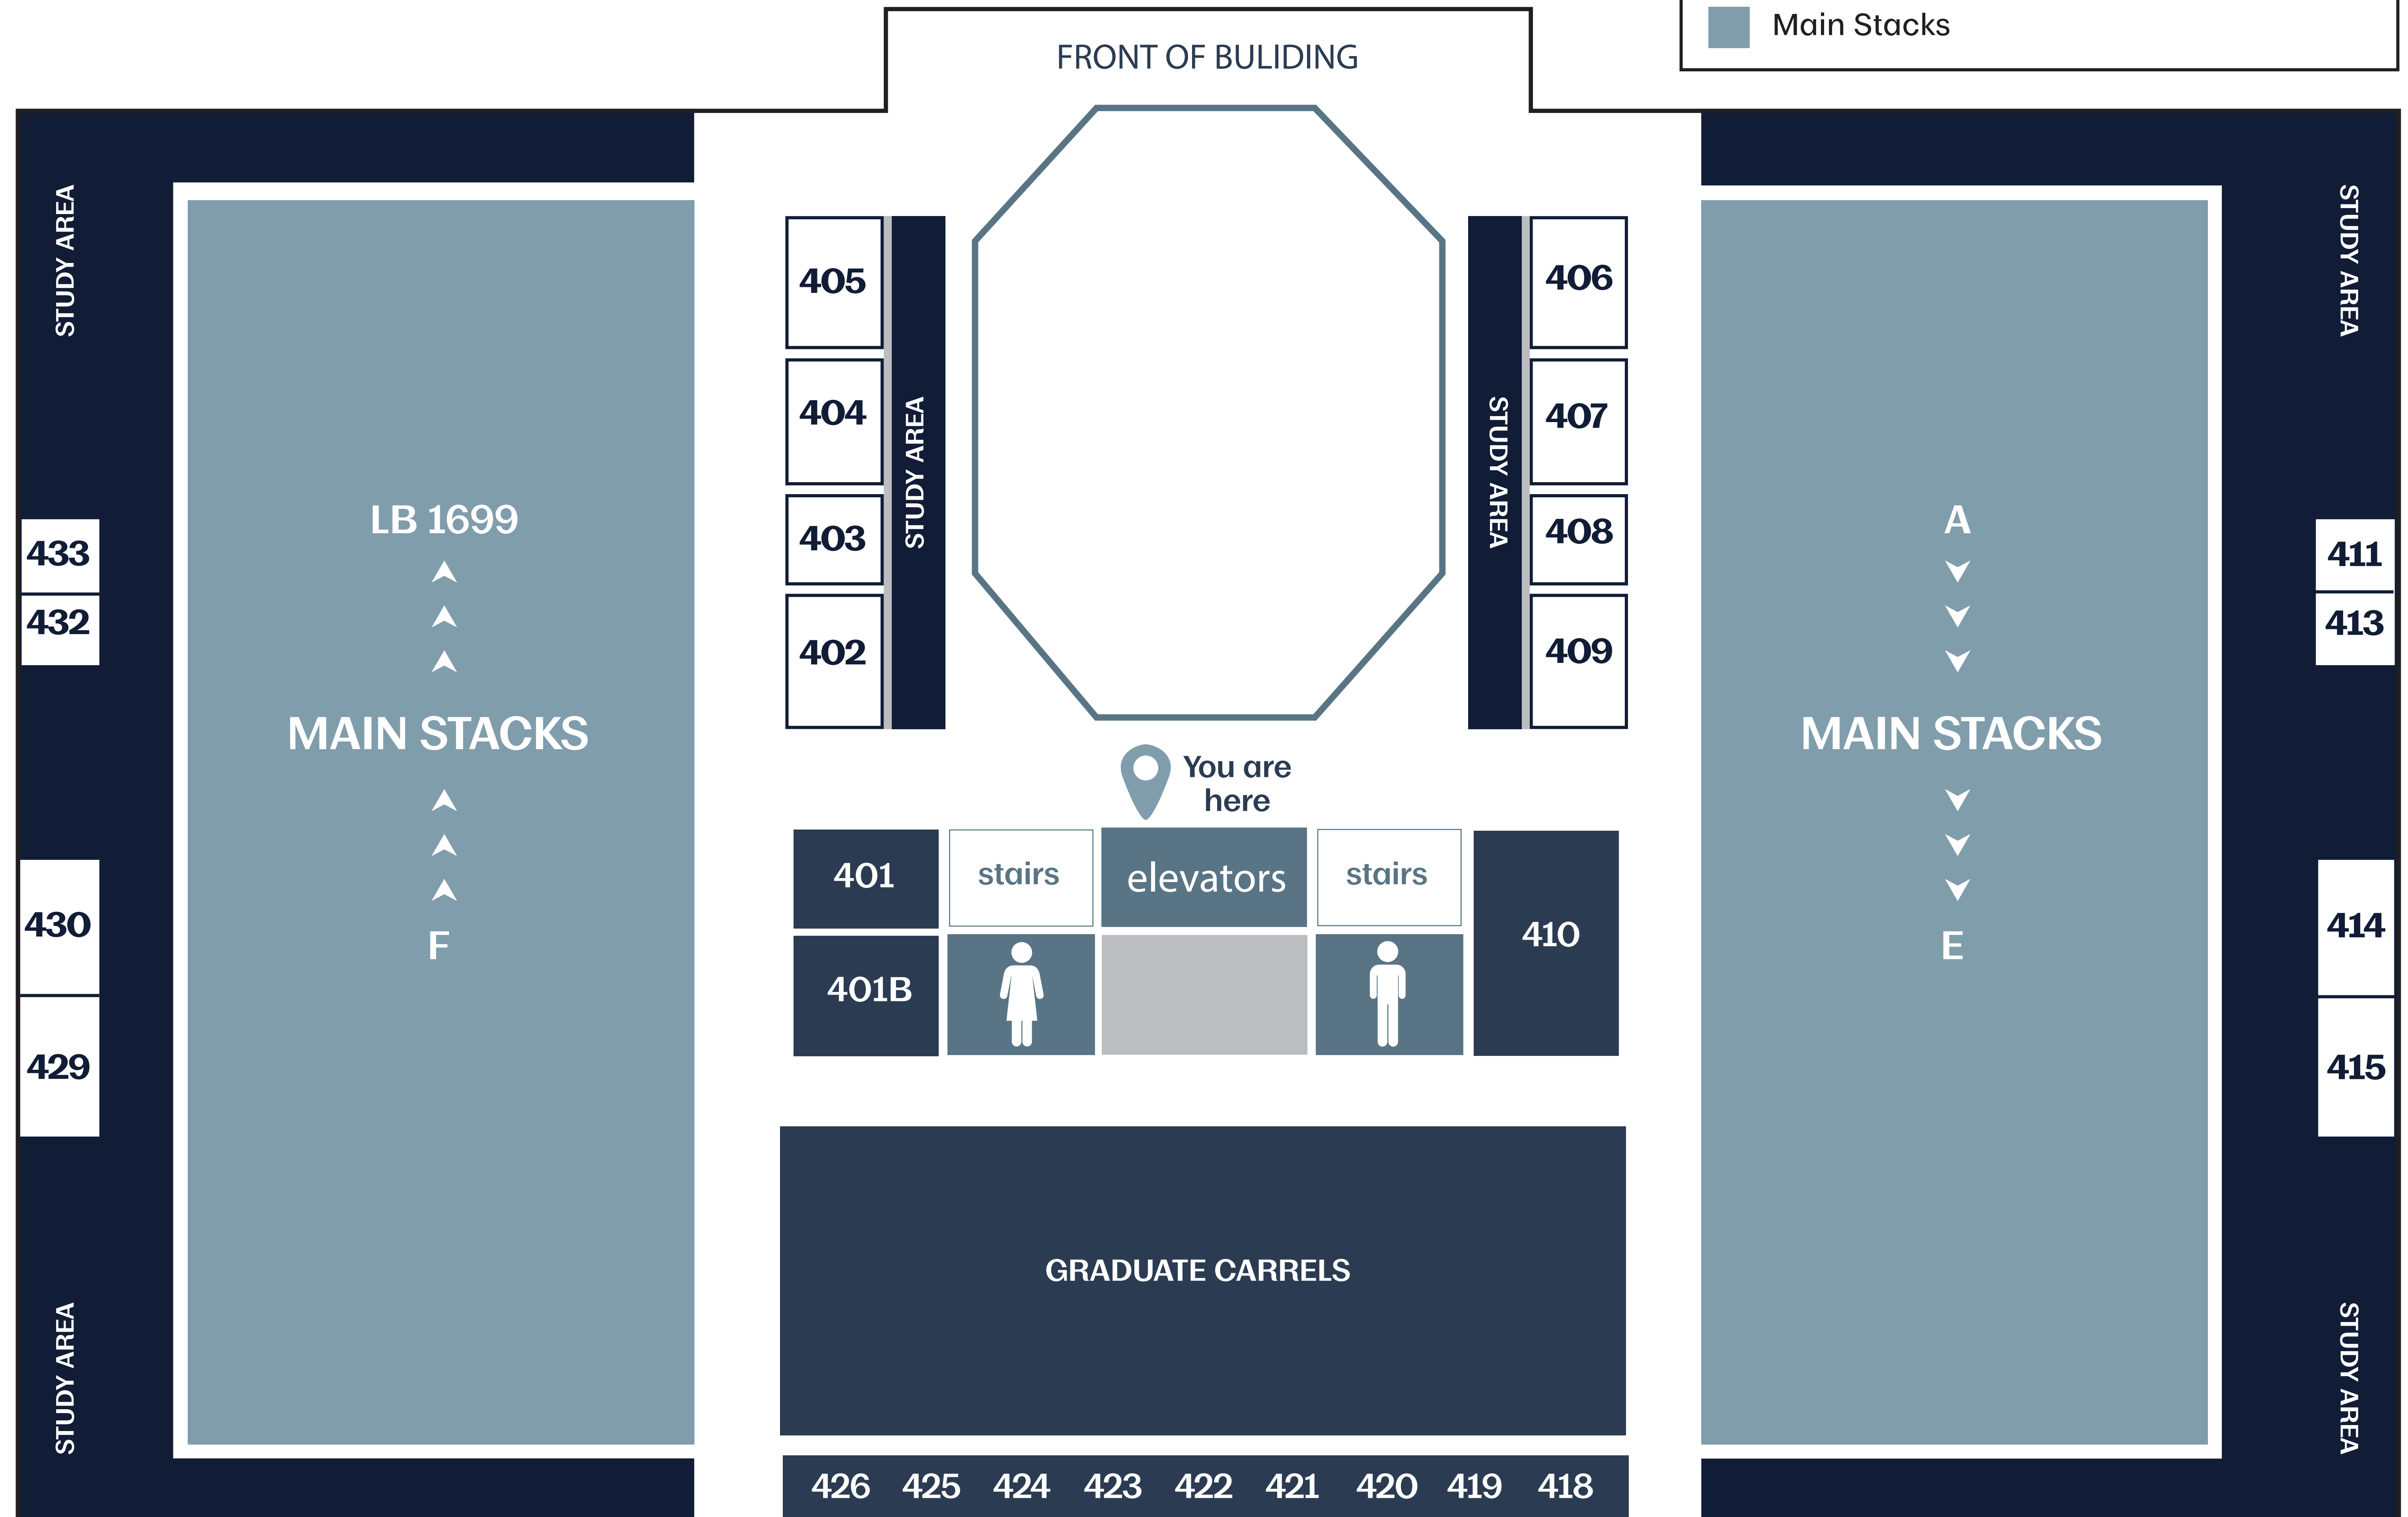 Main Stacks
FRONT OF BULIDING
STUDY AREA
STUDY AREA
405
404
403
402
STUDY AREA
STUDY AREA
406
407
408
409
LB 1699
MAIN STACKS
F
A
MAIN STACKS
E
433
432
430
429
411
413
414
415
You are
here
401
stairs
elevators
stairs
410
401B
GRADUATE CARRELS
STUDY AREA
STUDY AREA
426 425 424 423 422 421 420 419 418